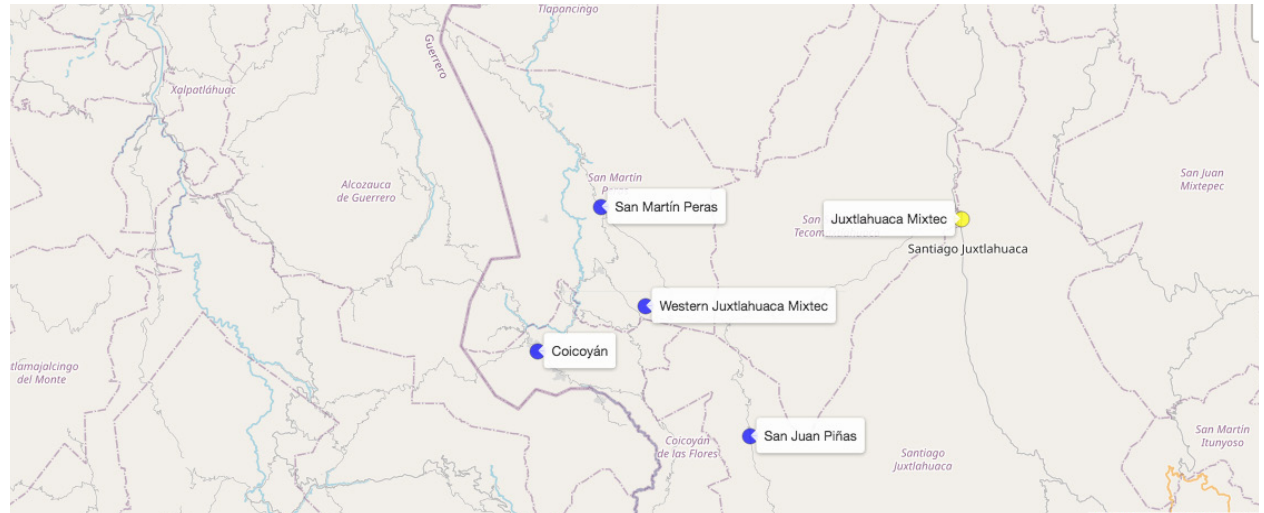 Tlapancingo
Guerrero
Xalpatláhuac
Alcozauca
de Guerrero
San Martín
San Martín Peras
San Juan
Mixtepec
Juxtlahuaca Mixtec
San
Santiago Juxtlahuaca
Western Juxtlahuaca Mixtec
Coicoyán
tlamajalcingo
del Monte
San Juan Piñas
Coicoyán
de las Flores
Santiago
Juxtlahuaca
San Martín
Itunyoso